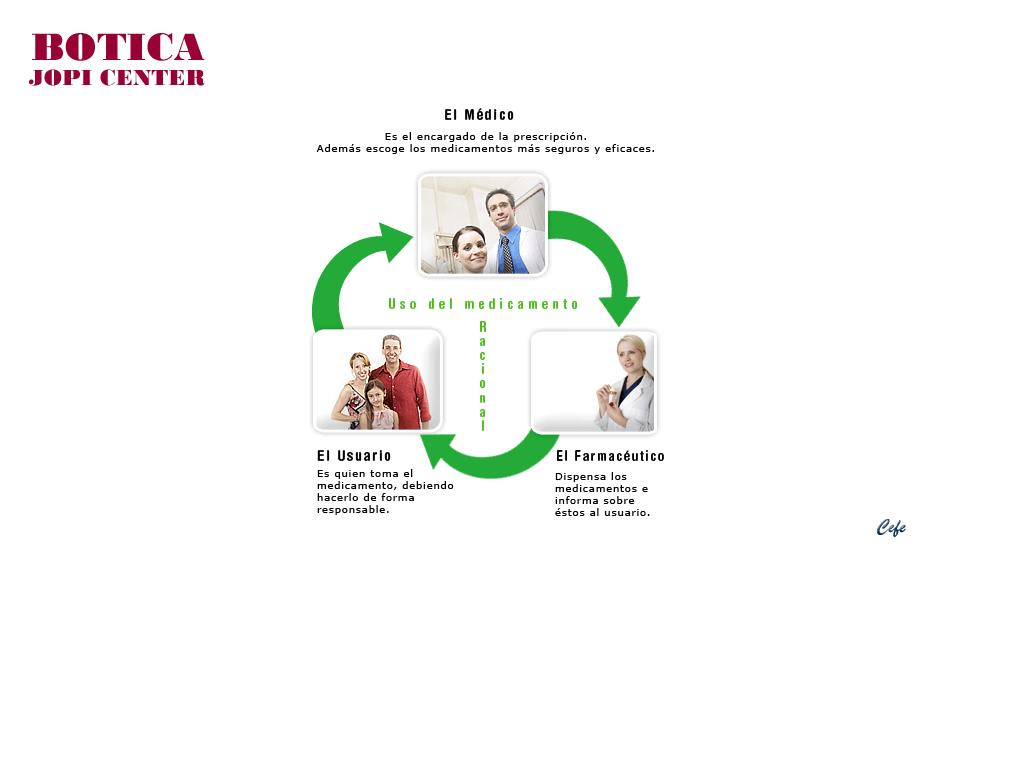 BOTICA
JOPI CENTER
El Médico
Es el encargado de la prescripción.
Además escoge los medicamentos más seguros y eficaces.
Uso del medicamento
Racional
El Usuario
Es quien toma el
medicamento, debiendo
hacerlo de forma
responsable.
El Farmacéutico
Dispensa los
medicamentos e
informa sobre
éstos al usuario.
Cefe